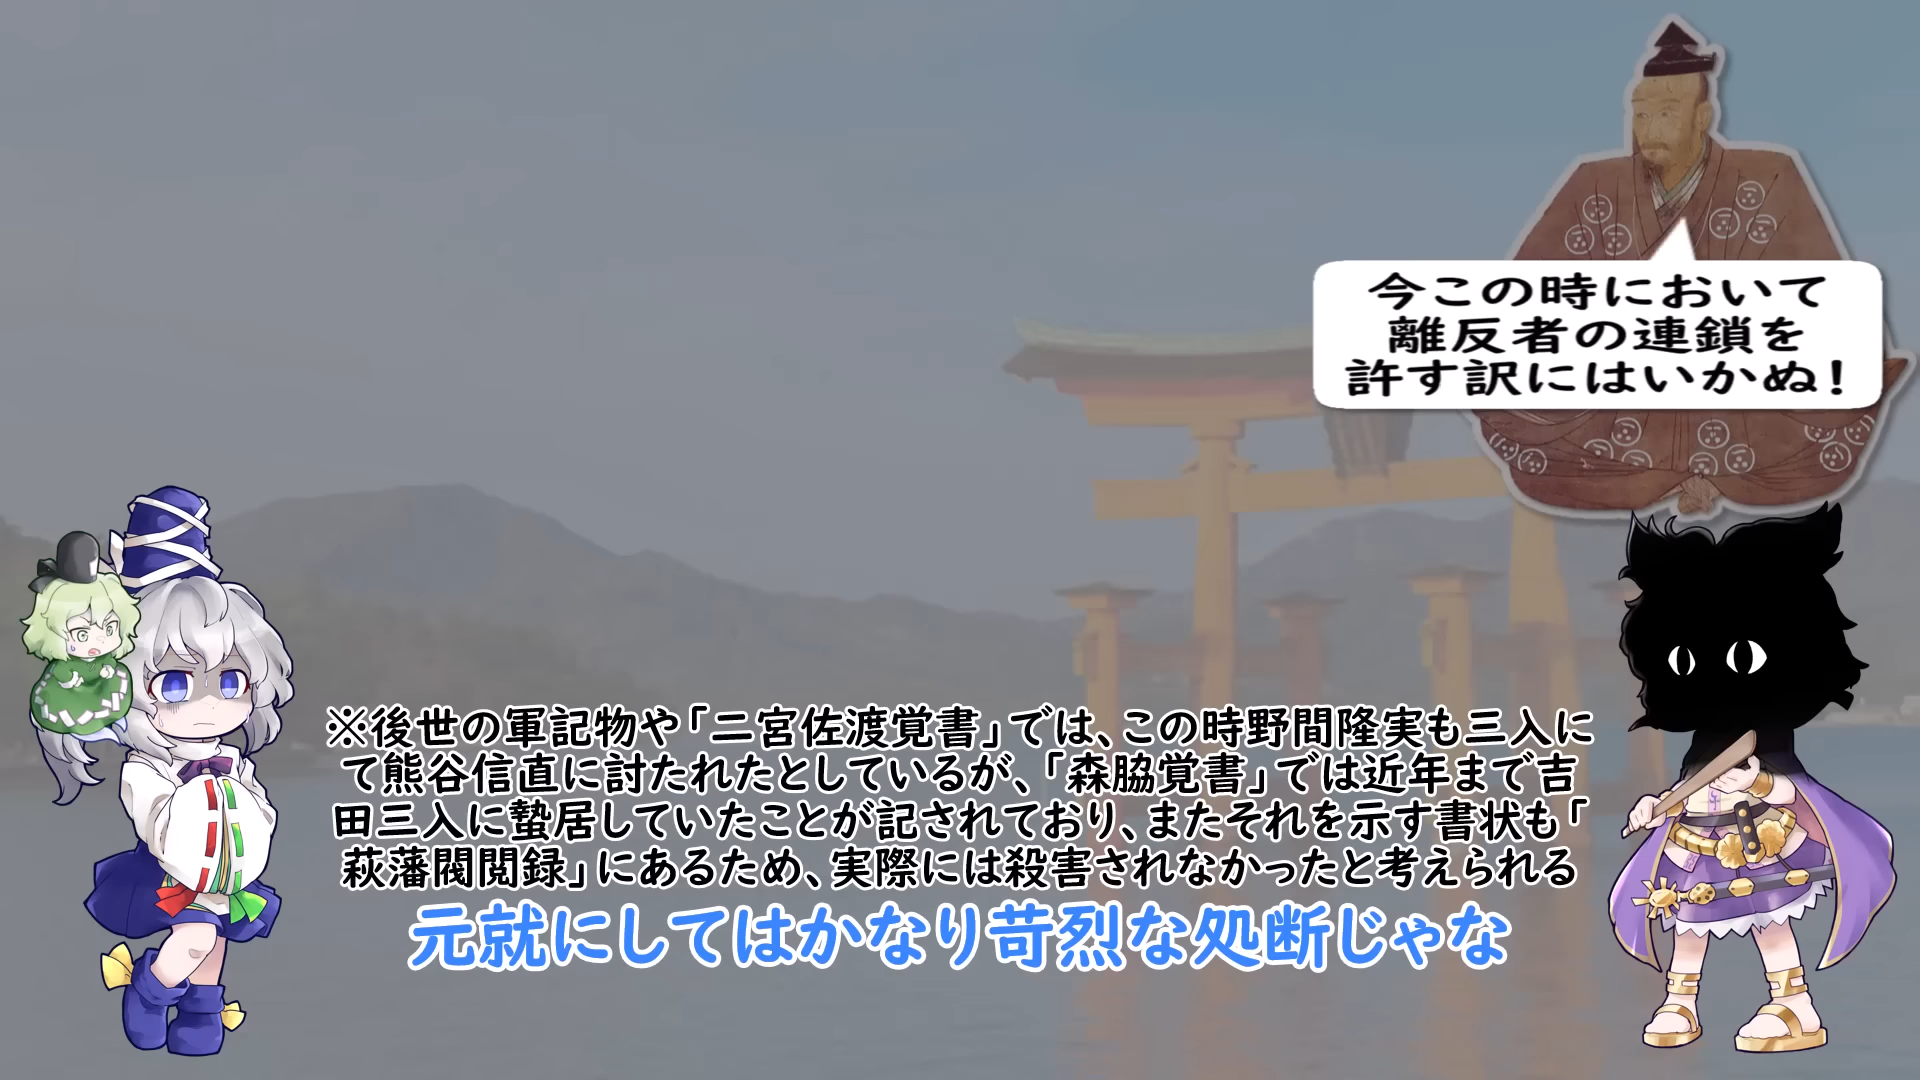 今この時において
離反者の連鎖を
許す訳にはいかぬ！
※後世の軍記物や「二宮佐渡覚書」では、この時野間隆実も三入に
て熊谷信直に討たれたとしているが、「森脇覚書」では近年まで吉
田三入に蟄居していたことが記されており、またそれを示す書状も「
萩藩閥閲録」にあるため、実際には殺害されなかったと考えられる
元就にしてはかなり苛烈な処断じゃな